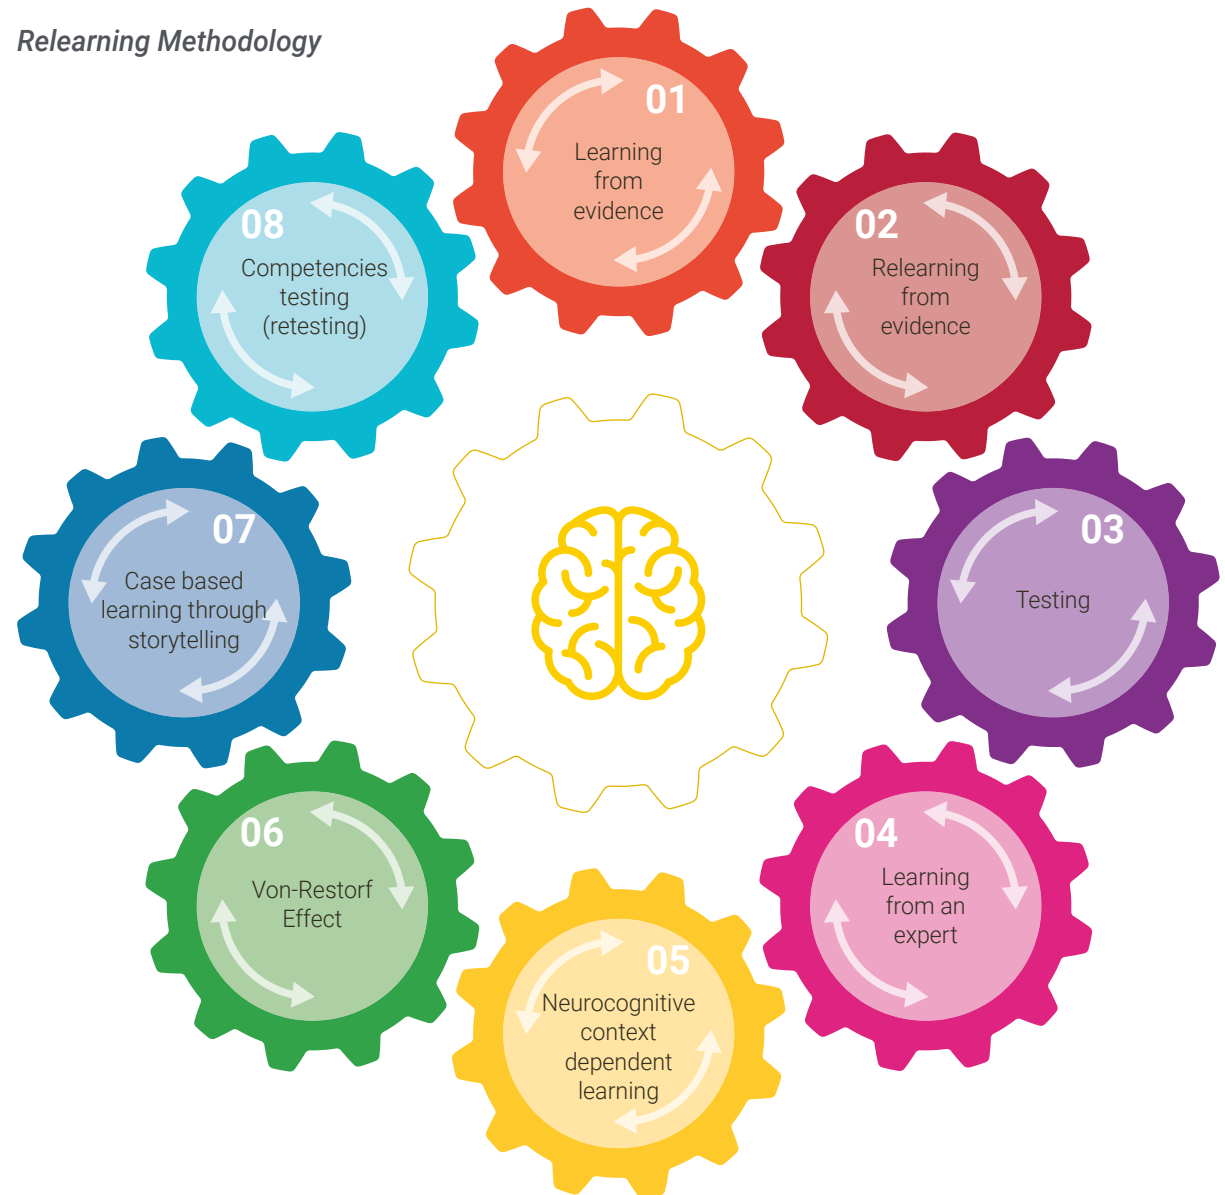 Relearning Methodology
01
Learning
from
evidence
02
Relearning
from
evidence
03
Testing
04
Learning
from an
expert
05
Neurocognitive
context
dependent
learning
06
Von-Restorf
Effect
07
Case based
learning through
storytelling
08
Competencies
testing
(retesting)